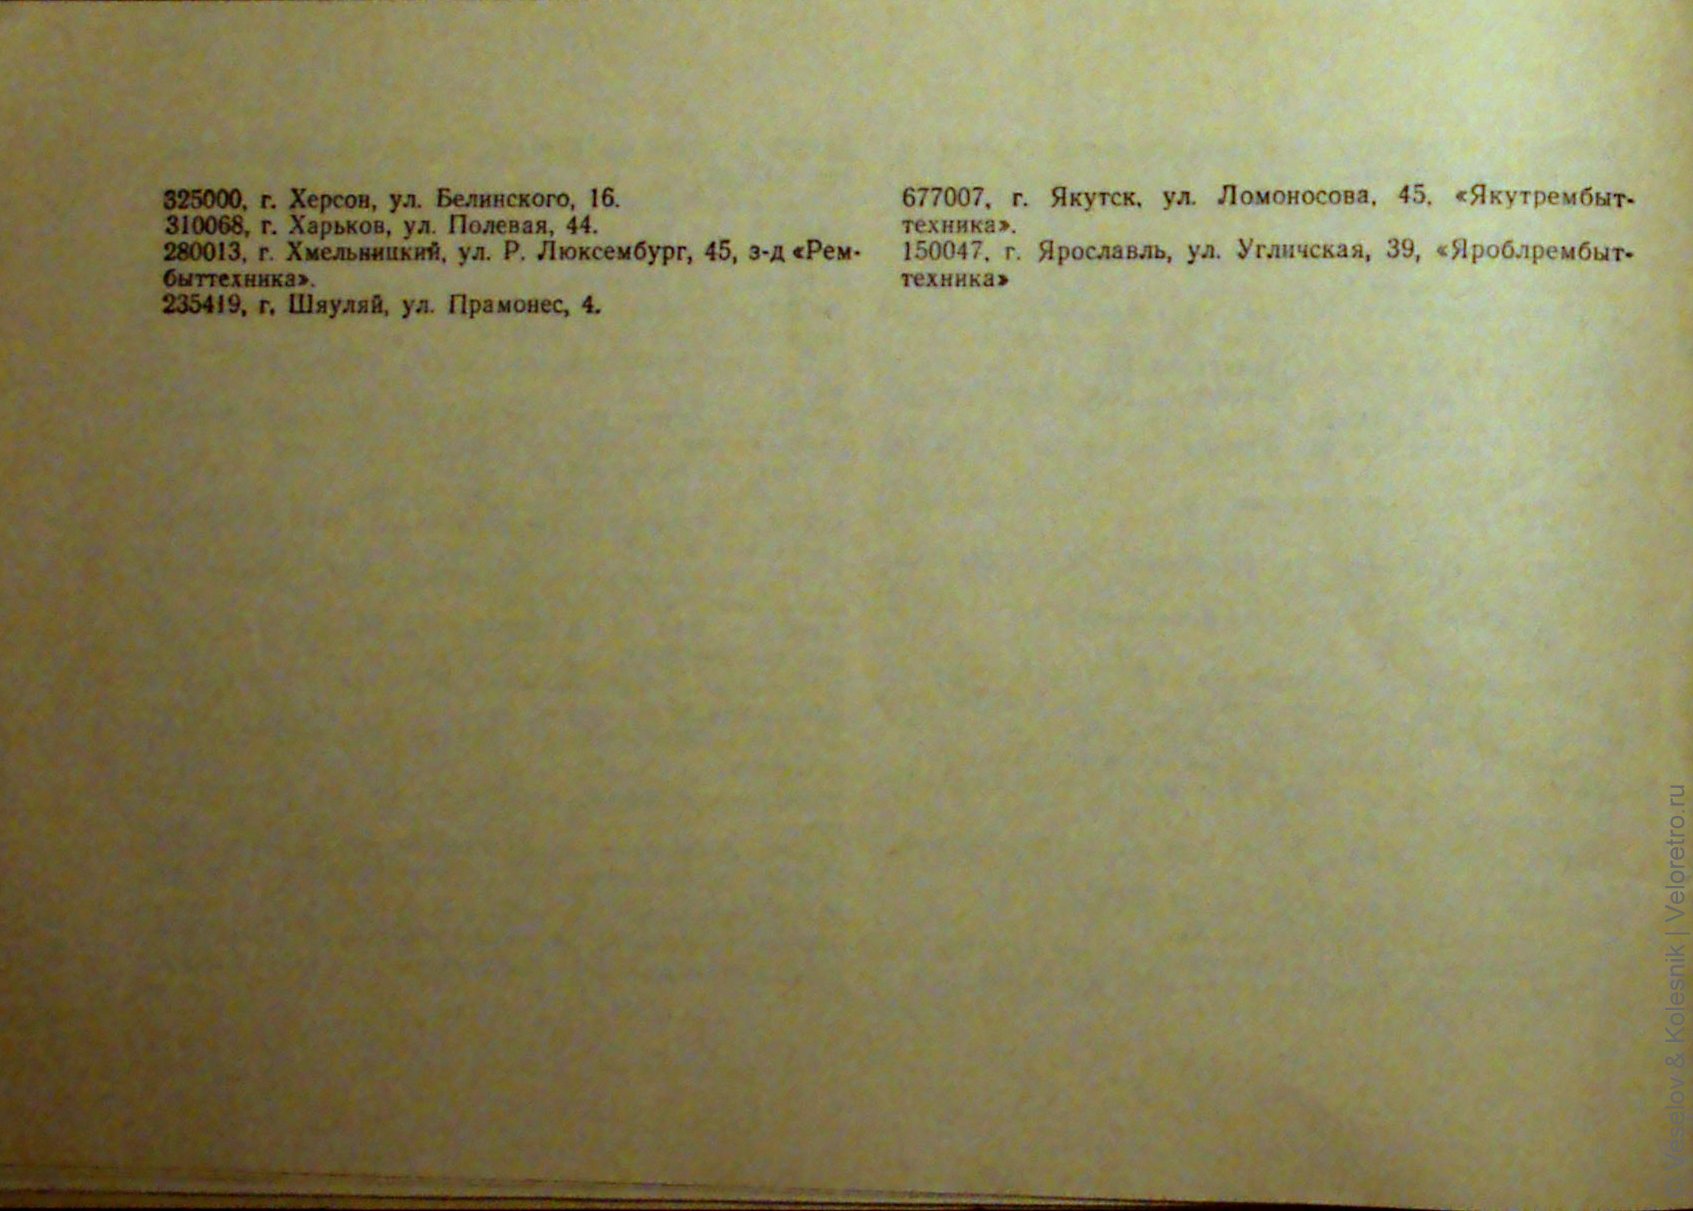 325000, г. Херсон, ул. Белинского, 16.
310068, г. Харьков, ул. Полевая, 44.
280013, г. Хмельницкий, ул. Р. Люксембург, 45, з-д «Рем-
быттехника».
235419, г. Шяуляй, ул. Прамонес, 4.
677007, г. Якутск, ул. Ломоносова, 45, «Якутрембыт-
техника».
150047, г. Ярославль, ул. Угличская, 39, «Яроблрембыт-
техника»
Veselov & Kolesnik | Veloretro.ru